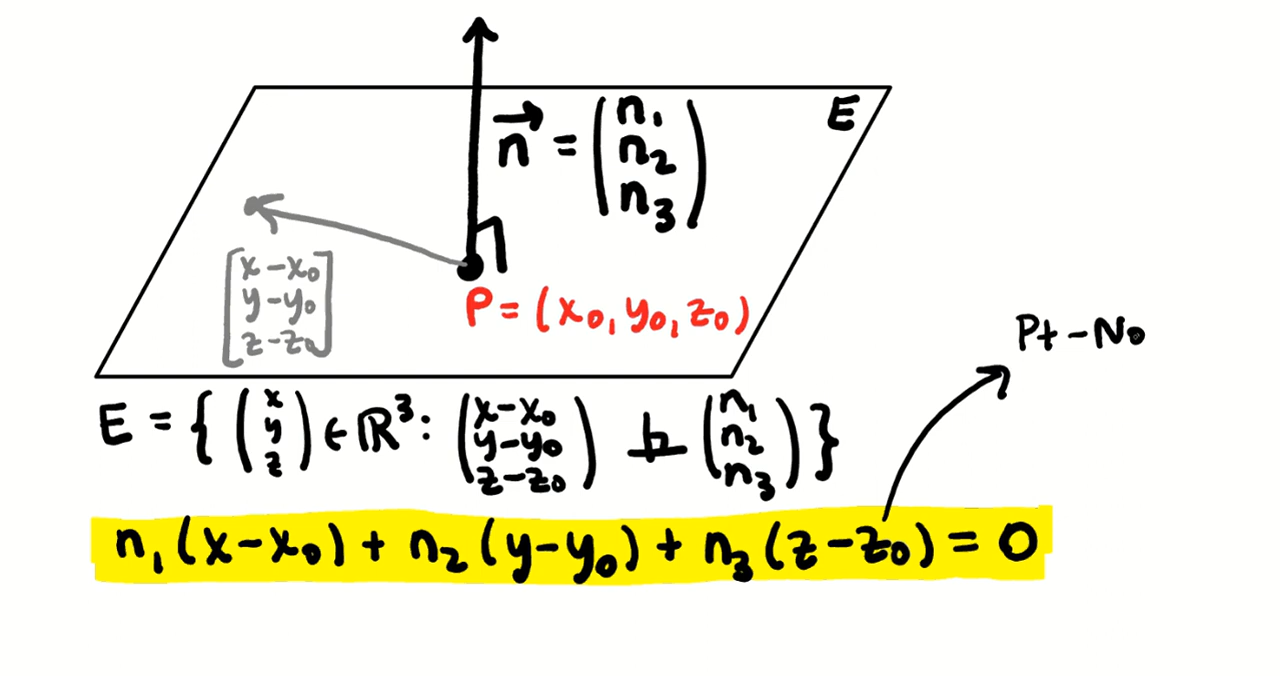 E
n⃗ = (n₁ n₂ n₃)
[x-x₀ y-y₀ z-z₀]
P = (x₀, y₀, z₀)
Pt-No
E = { (x y z) ∈ ℝ³: (x-x₀ y-y₀ z-z₀) ⊥ (n₁ n₂ n₃) }
n₁(x-x₀) + n₂(y-y₀) + n₃(z-z₀) = 0